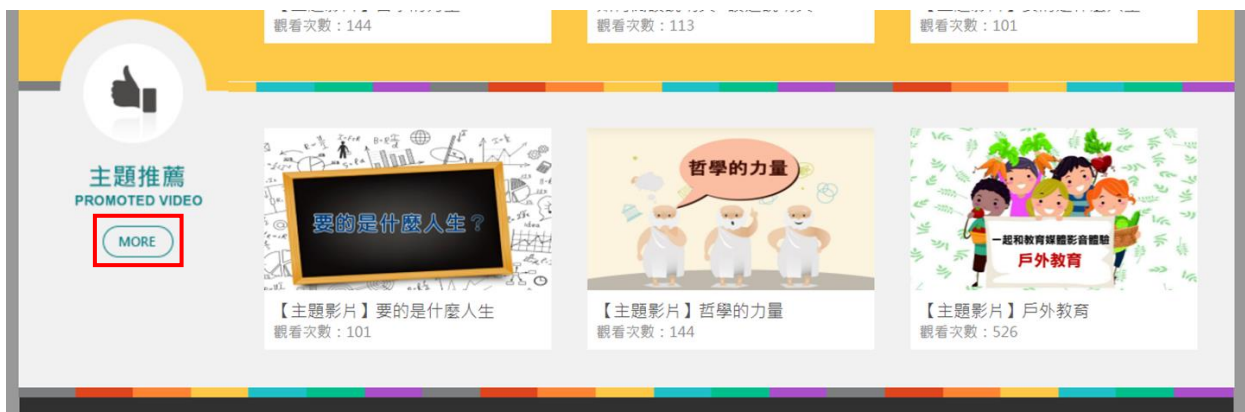 觀看次數：144
觀看次數：113
觀看次數：101
主題推薦
PROMOTED VIDEO
MORE
要的是什麼人生？
哲學的力量
一起和教育媒體影音體驗
戶外教育
【主題影片】要的是什麼人生
觀看次數：101
【主題影片】哲學的力量
觀看次數：144
【主題影片】戶外教育
觀看次數：526